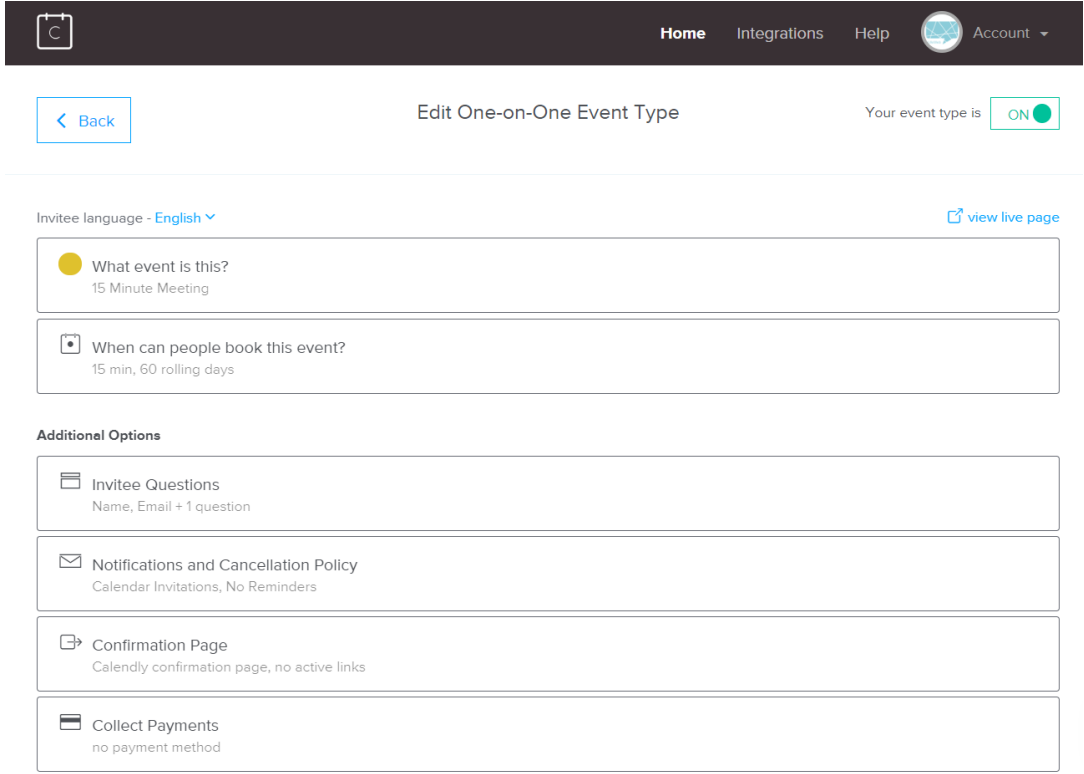 C
Home Integrations Help Account
Back
Edit One-on-One Event Type
Your event type is ON
Invitee language - English
view live page
What event is this?
15 Minute Meeting
When can people book this event?
15 min, 60 rolling days
Additional Options
Invitee Questions
Name, Email + 1 question
Notifications and Cancellation Policy
Calendar Invitations, No Reminders
Confirmation Page
Calendly confirmation page, no active links
Collect Payments
no payment method